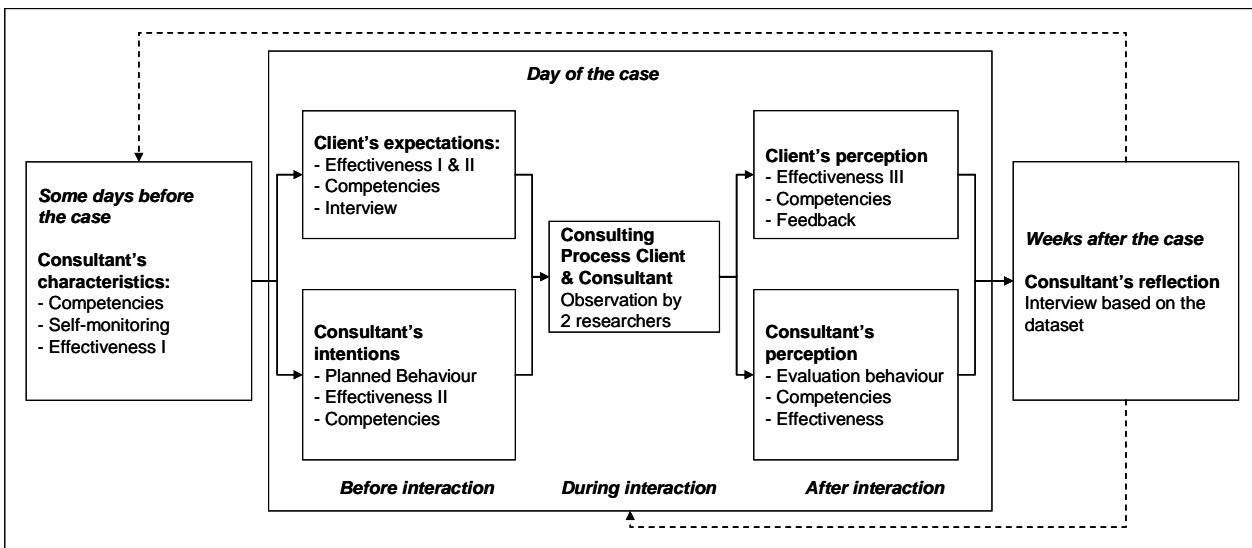 Day of the case
Some days before
the case
Consultant's
characteristics:
- Competencies
- Self-monitoring
- Effectiveness I
Client's expectations:
- Effectiveness I & II
- Competencies
- Interview
Consultant's
intentions
- Planned Behaviour
- Effectiveness II
- Competencies
Consulting
Process Client
& Consultant
Observation by
2 researchers
Client's perception
- Effectiveness III
- Competencies
- Feedback
Consultant's
perception
- Evaluation behaviour
- Competencies
- Effectiveness
Weeks after the case
Consultant's reflection
Interview based on the
dataset
Before interaction
During interaction
After interaction